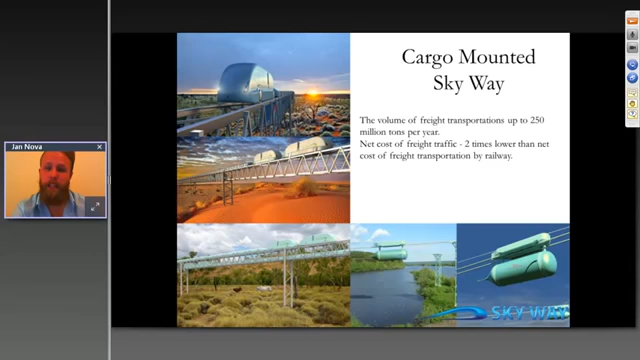 Cargo Mounted
Sky Way
The volume of freight transportations up to 250
million tons per year.
Net cost of freight traffic - 2 times lower than net
cost of freight transportation by railway.
Jan Nova
SKY WAY